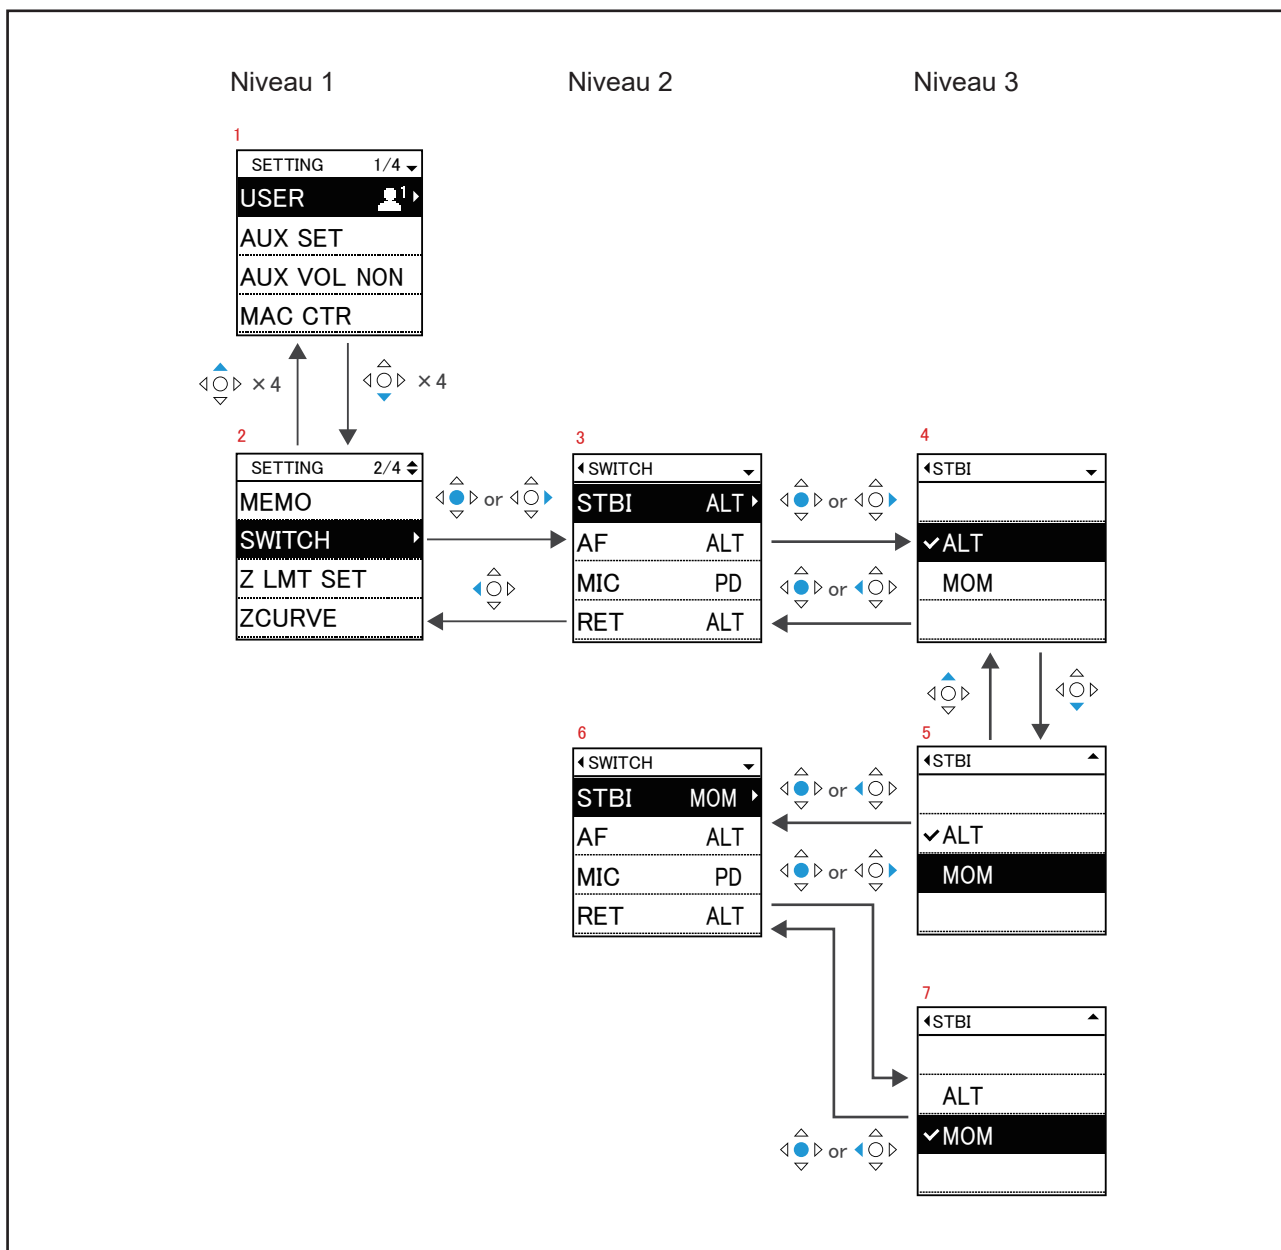 Niveau 1
Niveau 2
Niveau 3
1
SETTING 1/4
USER 1
AUX SET
AUX VOL NON
MAC CTR
×4
×4
2
SETTING 2/4
MEMO
SWITCH
Z LMT SET
ZCURVE
or
3
SWITCH
STBI ALT
AF ALT
MIC PD
RET ALT
or
or
4
STBI
ALT
MOM
5
STBI
ALT
MOM
6
SWITCH
STBI MOM
AF ALT
MIC PD
RET ALT
or
or
7
STBI
ALT
MOM
or